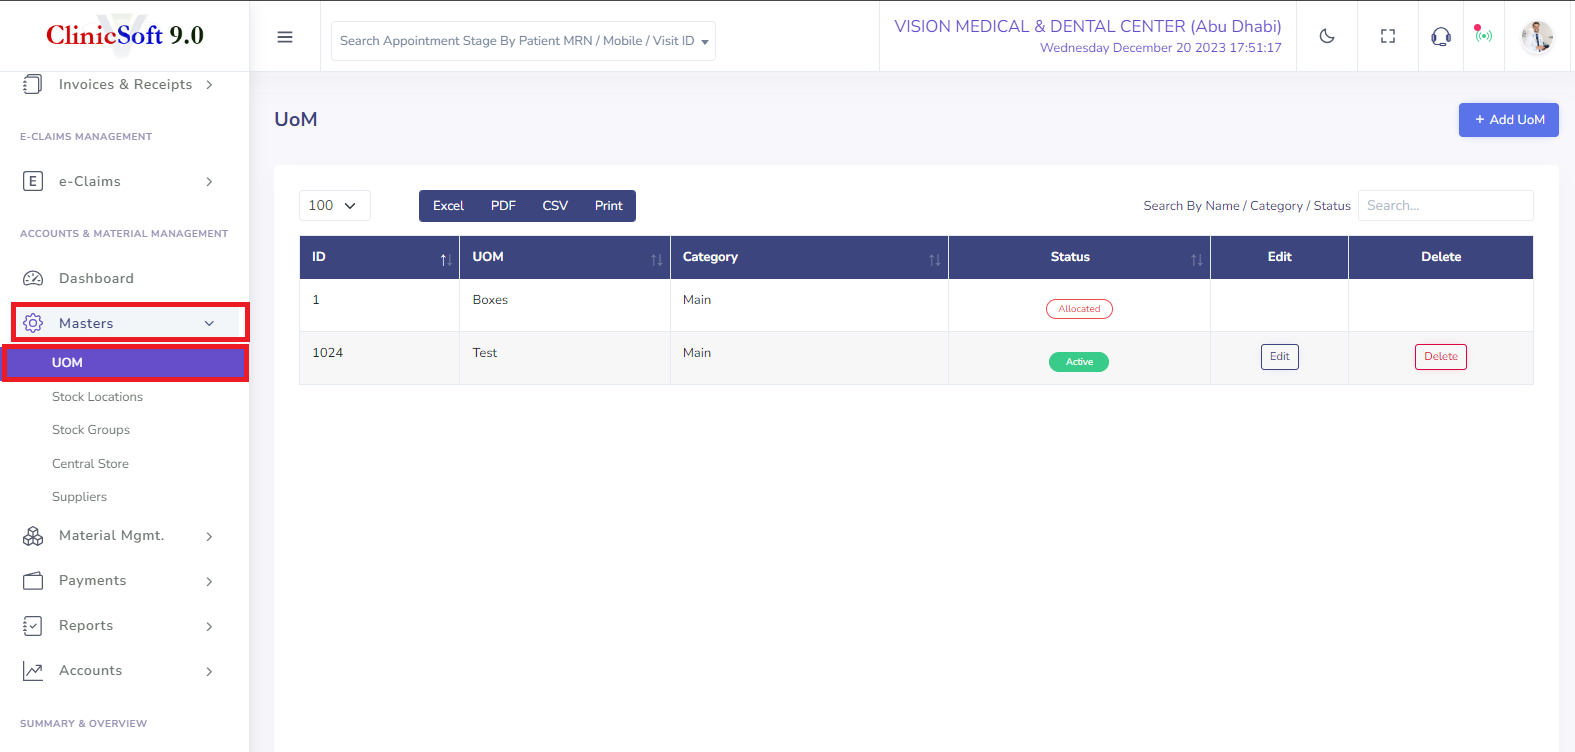 ClinicSoft 9.0
Search Appointment Stage By Patient MRN / Mobile / Visit ID
VISION MEDICAL & DENTAL CENTER (Abu Dhabi)
Wednesday December 20 2023 17:51:17
Invoices & Receipts
E-CLAIMS MANAGEMENT
E e-Claims
ACCOUNTS & MATERIAL MANAGEMENT
Dashboard
Masters
UOM
Stock Locations
Stock Groups
Central Store
Suppliers
Material Mgmt.
Payments
Reports
Accounts
SUMMARY & OVERVIEW
UoM
+ Add UoM
100
Excel PDF CSV Print
Search By Name / Category / Status Search...
ID UOM Category Status Edit Delete
1 Boxes Main Allocated
1024 Test Main Active Edit Delete